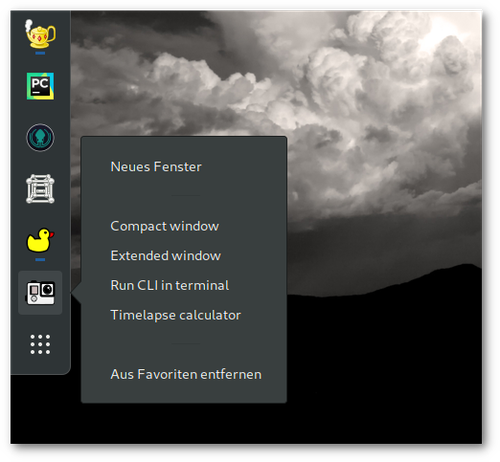 PC
Neues Fenster
Compact window
Extended window
Run CLI in terminal
Timelapse calculator
Aus Favoriten entfernen